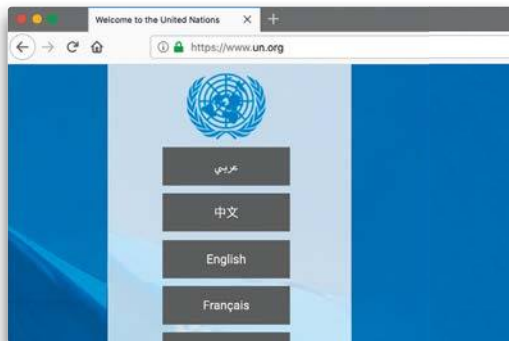 Welcome to the United Nations
https://www.un.org
عربي
中文
English
Français